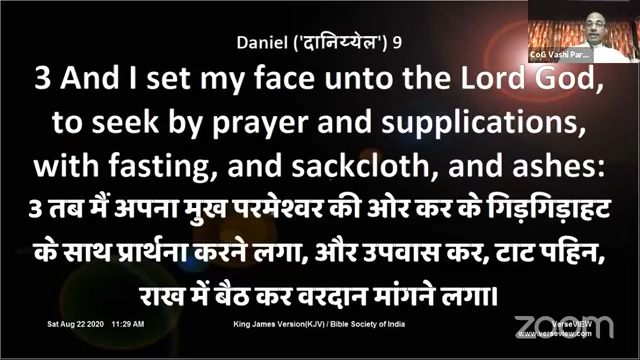 Daniel ('दानिय्येल') 9
CoG Vashi Par...
3 And I set my face unto the Lord God,
to seek by prayer and supplications,
with fasting, and sackcloth, and ashes:
3 तब मैं अपना मुख परमेश्वर की ओर कर के गिड़गिड़ाहट
के साथ प्रार्थना करने लगा, और उपवास कर, टाट पहिन,
राख में बैठ कर वरदान मांगने लगा।
Sat Aug 22 2020 11:29 AM King James Version(KJV) / Bible Society of India VerseVIEW
www.verseview.com
zoom